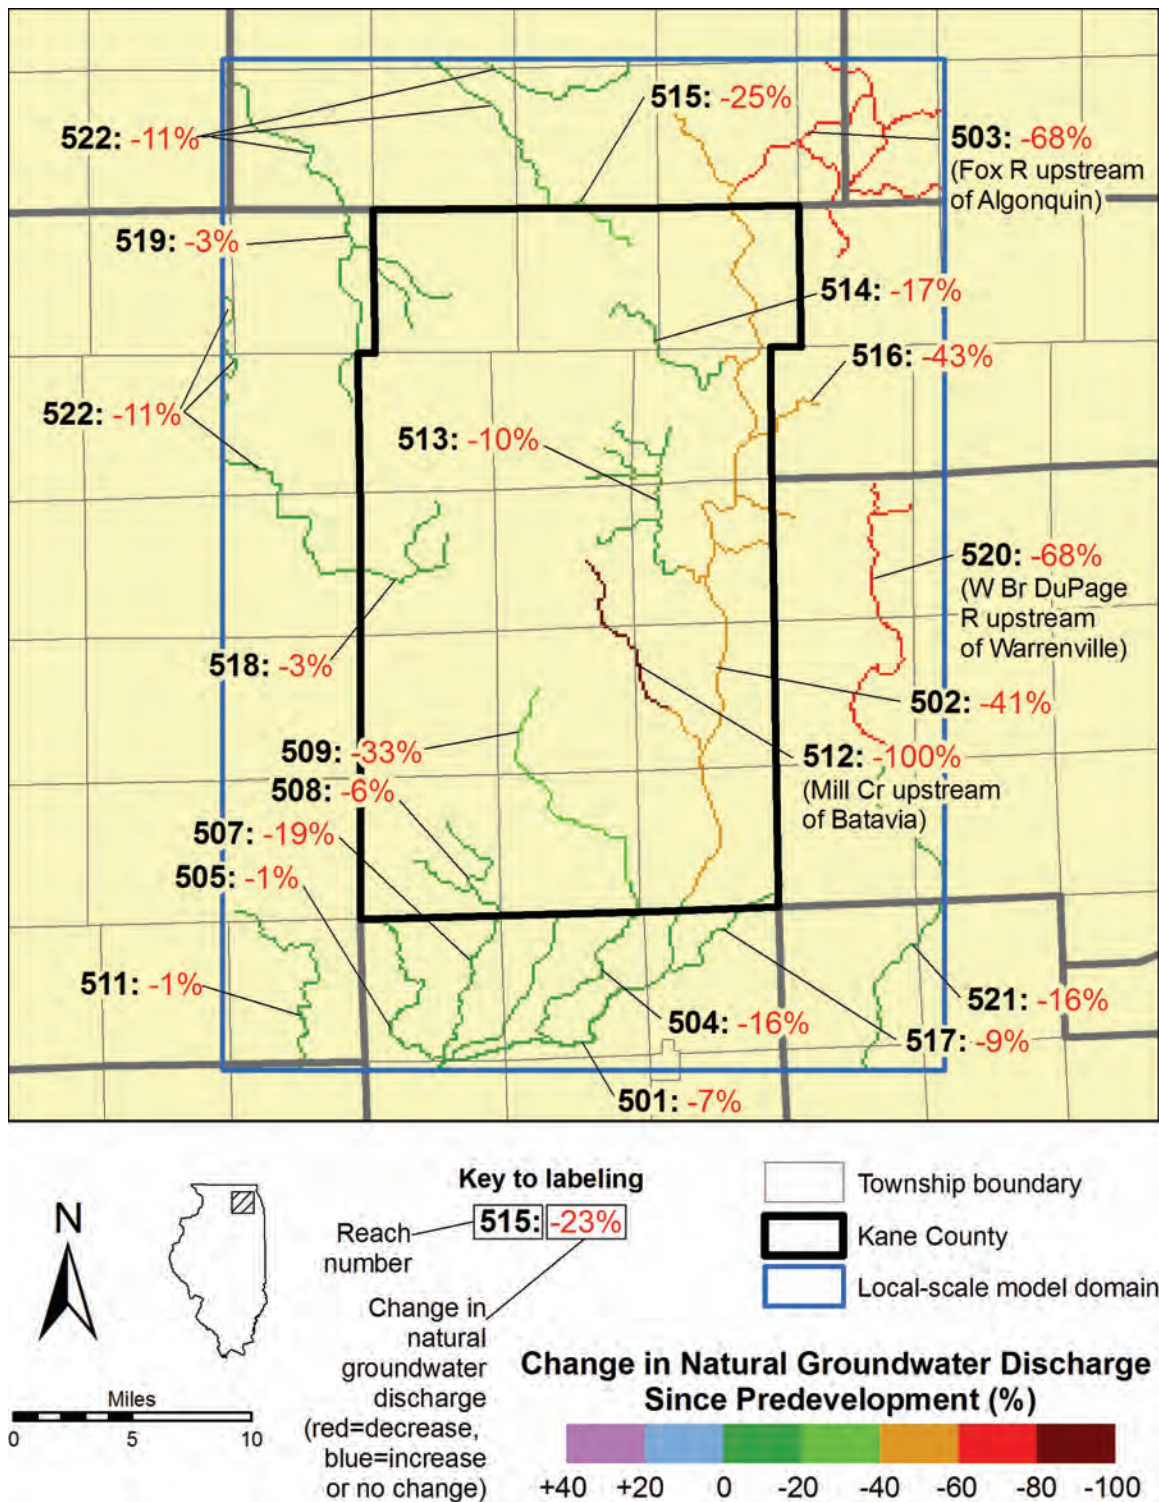 515: -25%
522: -11%
503: -68%
(Fox R upstream
of Algonquin)
519: -3%
514: -17%
516: -43%
522: -11%
513: -10%
520: -68%
(W Br DuPage
R upstream
of Warrenville)
518: -3%
502: -41%
509: -33%
512: -100%
(Mill Cr upstream
of Batavia)
508: -6%
507: -19%
505: -1%
511: -1%
521: -16%
504: -16%
517: -9%
501: -7%
N
Miles
0 5 10
Key to labeling
515: -23%
Reach
number
Change in
natural
groundwater
discharge
(red=decrease,
blue=increase
or no change)
Township boundary
Kane County
Local-scale model domain
Change in Natural Groundwater Discharge
Since Predevelopment (%)
+40 +20 0 -20 -40 -60 -80 -100